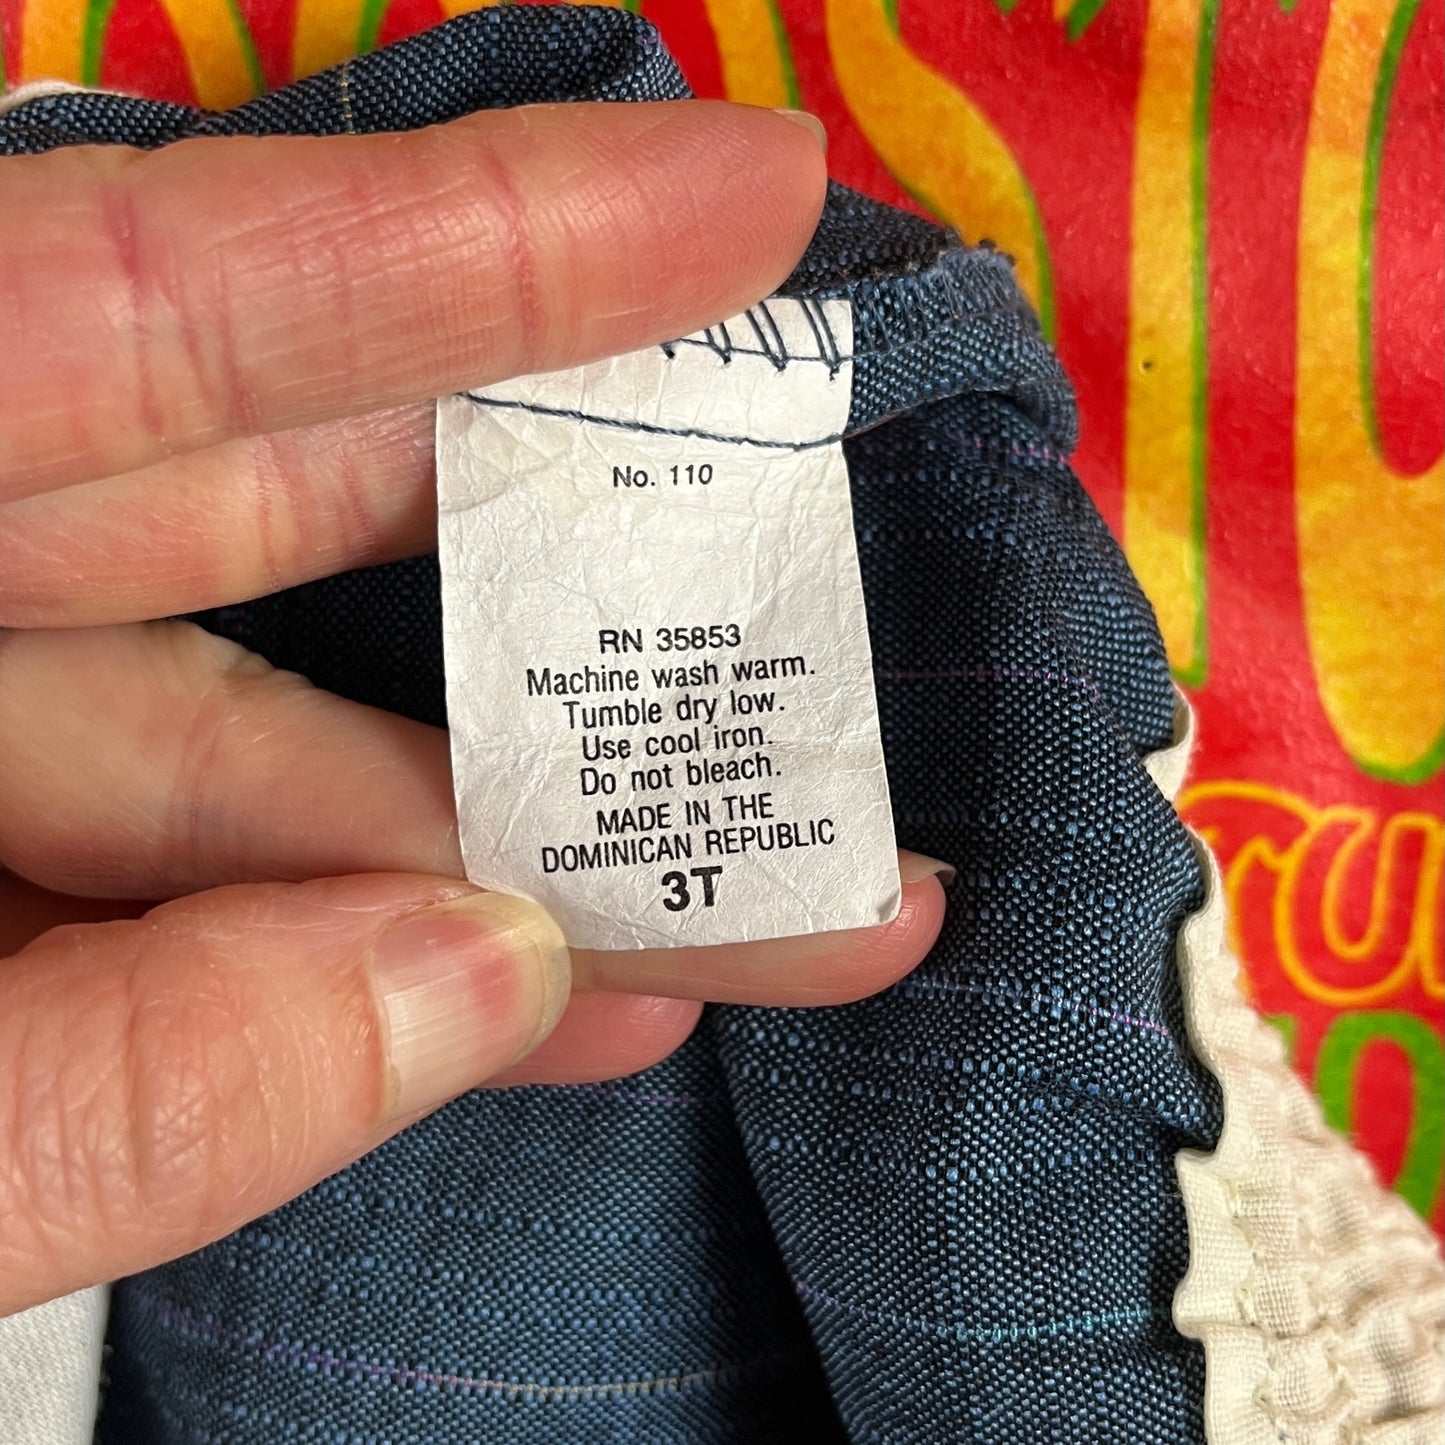 No. 110
RN 35853
Machine wash warm.
Tumble dry low.
Use cool iron.
Do not bleach.
MADE IN THE
DOMINICAN REPUBLIC
3T